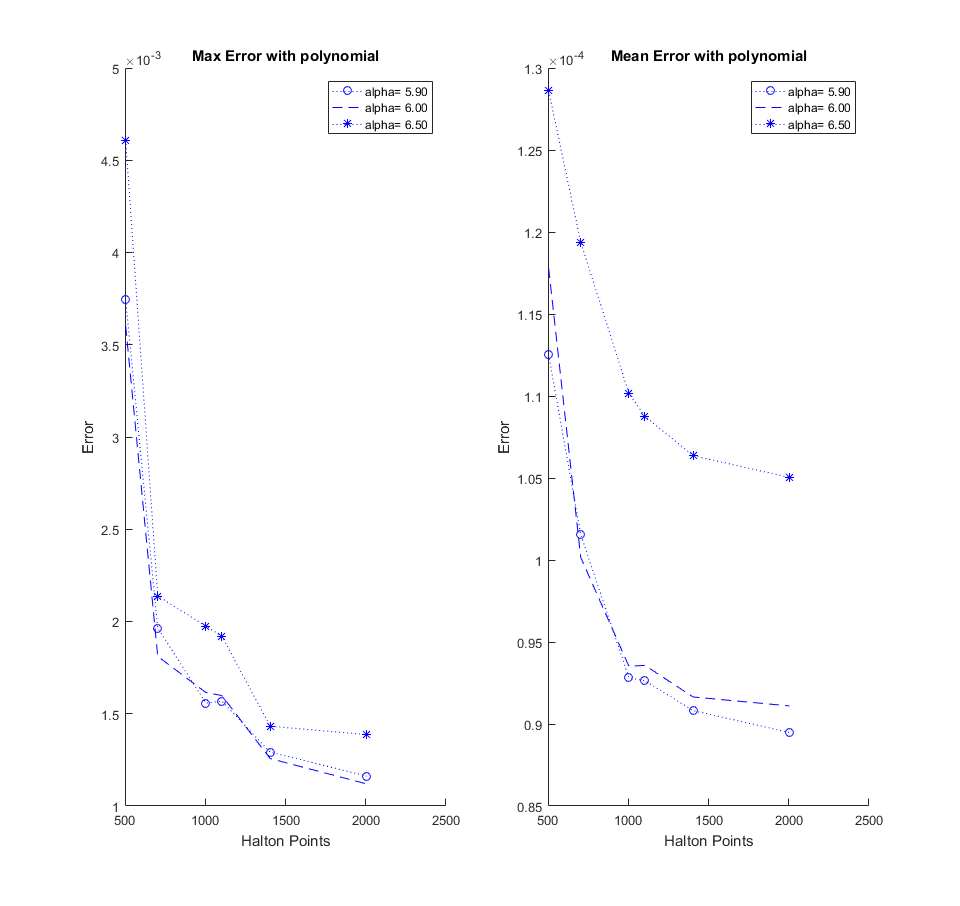 ×10-3
Max Error with polynomial
5
4.5
4
3.5
3
2.5
2
1.5
1
Error
alpha= 5.90
alpha= 6.00
alpha= 6.50
500 1000 1500 2000 2500
Halton Points
×10-4
Mean Error with polynomial
1.3
1.25
1.2
1.15
1.1
1.05
1
0.95
0.9
0.85
Error
alpha= 5.90
alpha= 6.00
alpha= 6.50
500 1000 1500 2000 2500
Halton Points